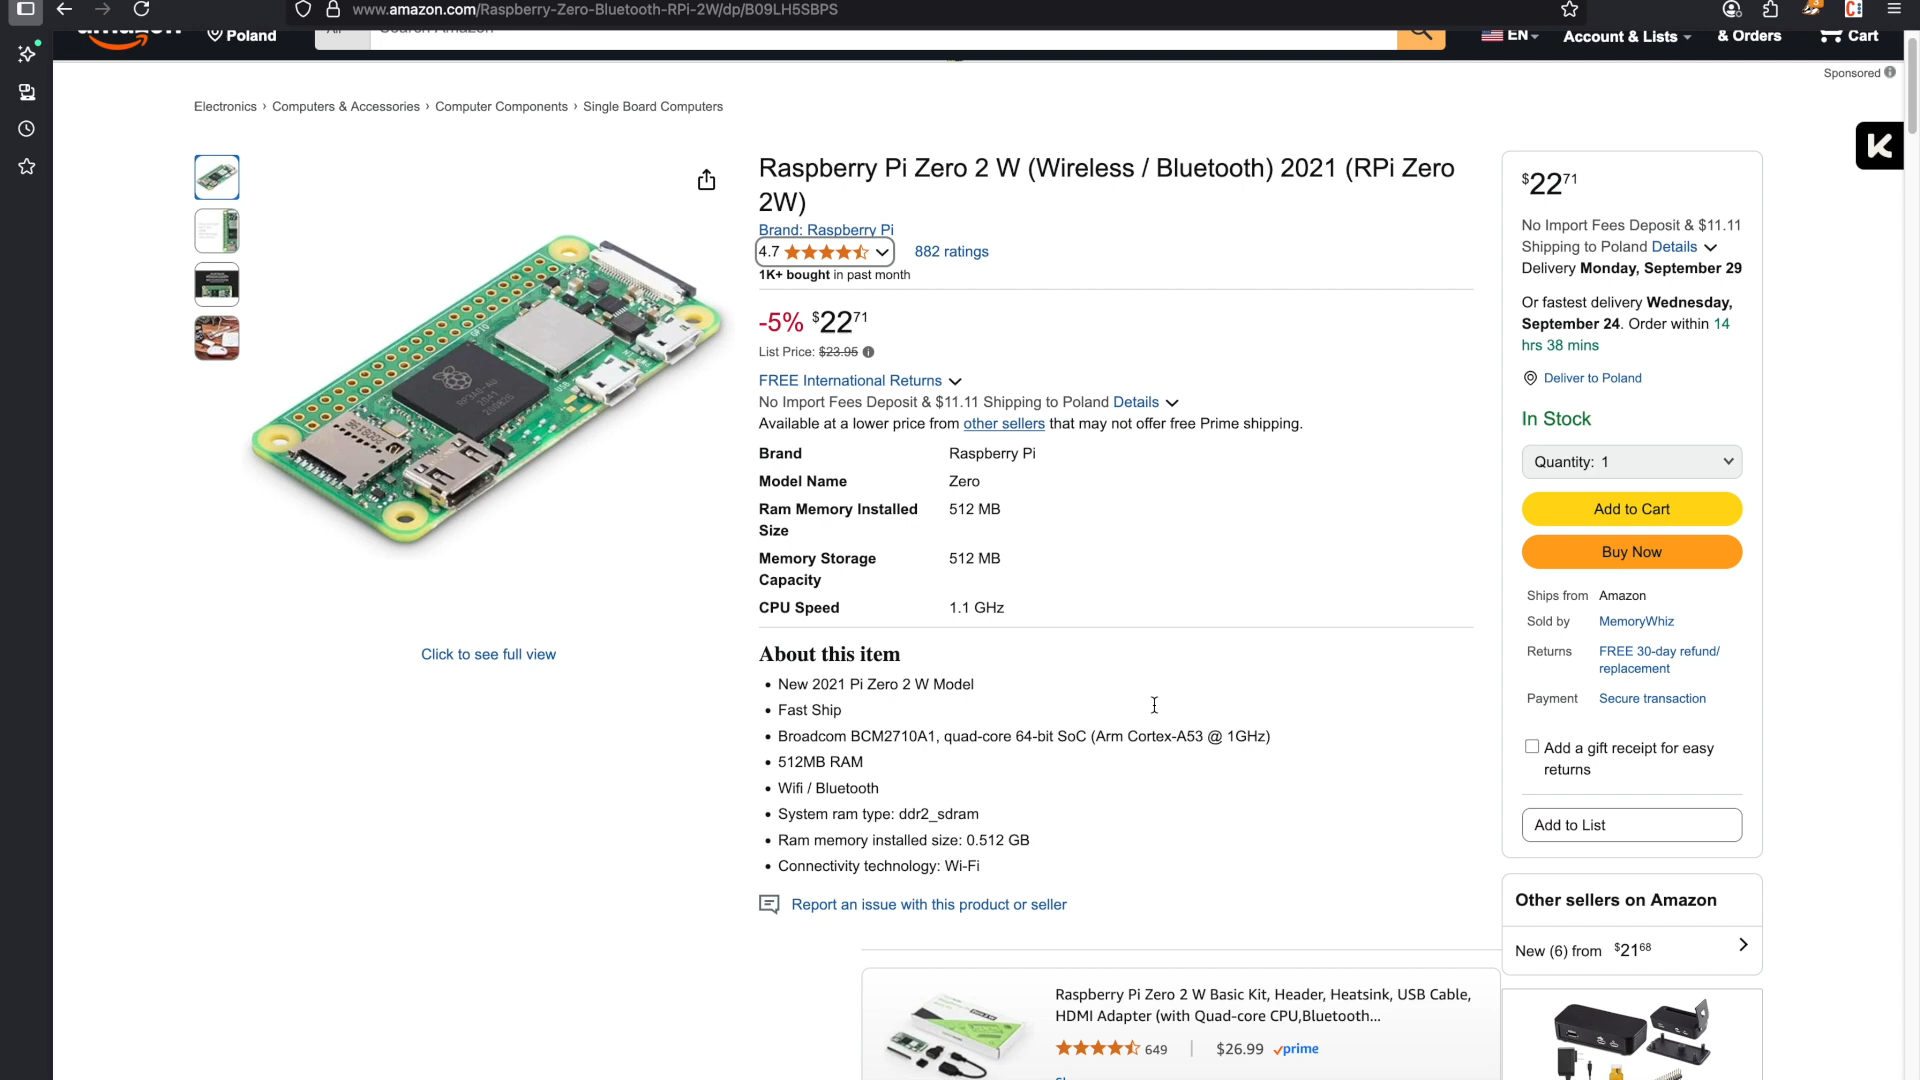 www.amazon.com/Raspberry-Zero-Bluetooth-RPi-2W/dp/B09LH5SBPS
amazon
Poland
All
Search Amazon
EN
Account & Lists
& Orders
Cart
Sponsored
Electronics › Computers & Accessories › Computer Components › Single Board Computers
K
Raspberry Pi Zero 2 W (Wireless / Bluetooth) 2021 (RPi Zero
2W)
Brand: Raspberry Pi
4.7
882 ratings
1K+ bought in past month
-5% $22 71
List Price: $23.95
FREE International Returns
No Import Fees Deposit & $11.11 Shipping to Poland Details
Available at a lower price from other sellers that may not offer free Prime shipping.
Brand Raspberry Pi
Model Name Zero
Ram Memory Installed 512 MB
Size
Memory Storage 512 MB
Capacity
CPU Speed 1.1 GHz
About this item
• New 2021 Pi Zero 2 W Model
• Fast Ship
• Broadcom BCM2710A1, quad-core 64-bit SoC (Arm Cortex-A53 @ 1GHz)
• 512MB RAM
• Wifi / Bluetooth
• System ram type: ddr2_sdram
• Ram memory installed size: 0.512 GB
• Connectivity technology: Wi-Fi
Report an issue with this product or seller
Click to see full view
GPIO
USB
Raspberry Pi Zero 2 W Basic Kit, Header, Heatsink, USB Cable,
HDMI Adapter (with Quad-core CPU,Bluetooth...
649 | $26.99 prime
$22 71
No Import Fees Deposit & $11.11
Shipping to Poland Details
Delivery Monday, September 29
Or fastest delivery Wednesday,
September 24. Order within 14
hrs 38 mins
Deliver to Poland
In Stock
Quantity: 1
Add to Cart
Buy Now
Ships from Amazon
Sold by MemoryWhiz
Returns FREE 30-day refund/
replacement
Payment Secure transaction
Add a gift receipt for easy
returns
Add to List
Other sellers on Amazon
New (6) from $21 68